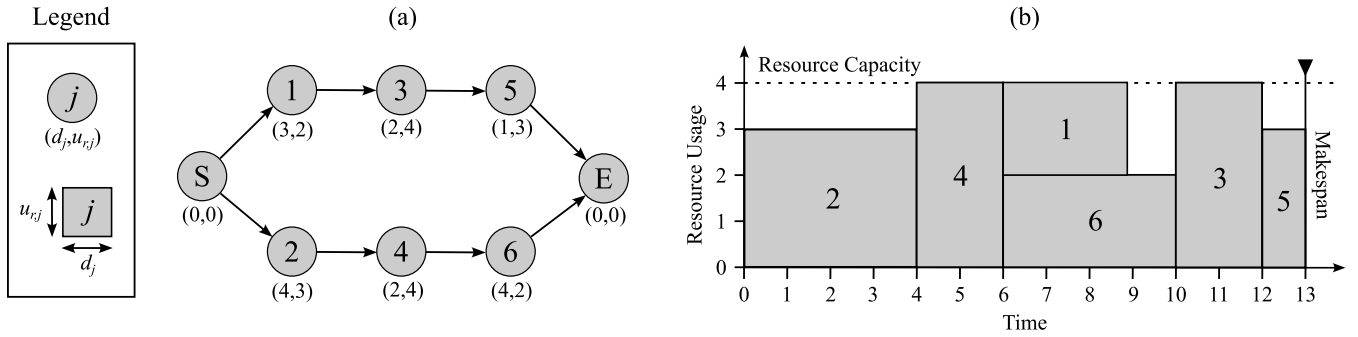 Legend
j
(d_j,u_{r,j})
u_{r,j}
j
d_j
(a)
1
3
5
(3,2)
(2,4)
(1,3)
S
E
(0,0)
(0,0)
2
4
6
(4,3)
(2,4)
(4,2)
(b)
Resource Capacity
Resource Usage
4
3
2
1
0
2
4
1
6
3
5
Makespan
0 1 2 3 4 5 6 7 8 9 10 11 12 13
Time